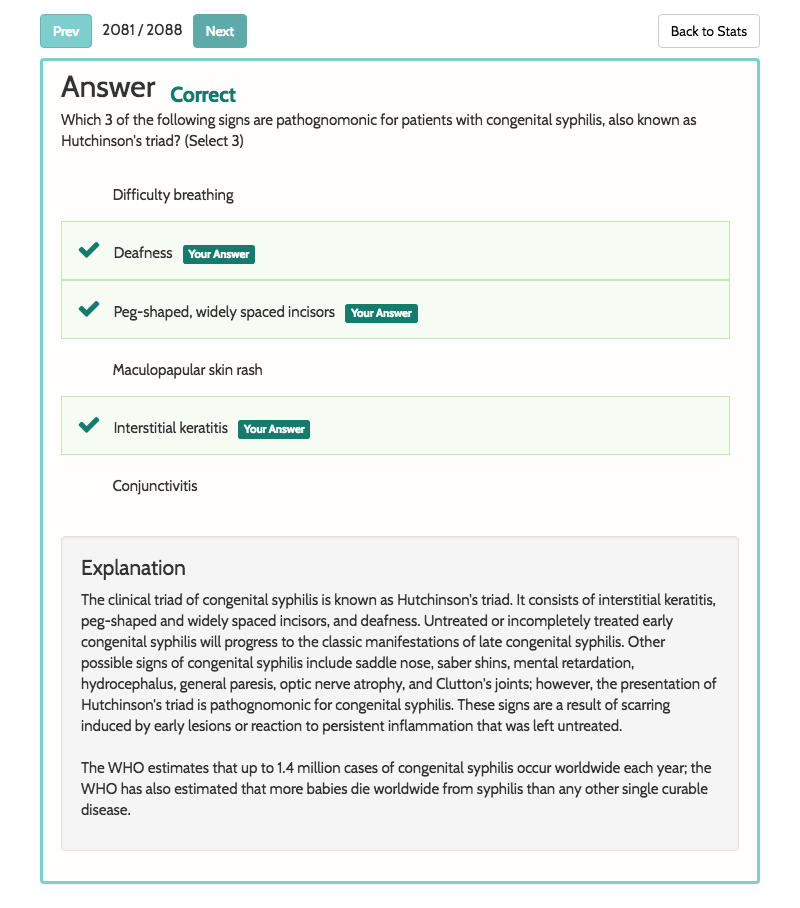 Prev 2081 / 2088 Next Back to Stats
Answer Correct
Which 3 of the following signs are pathognomonic for patients with congenital syphilis, also known as
Hutchinson's triad? (Select 3)
Difficulty breathing
Deafness Your Answer
Peg-shaped, widely spaced incisors Your Answer
Maculopapular skin rash
Interstitial keratitis Your Answer
Conjunctivitis
Explanation
The clinical triad of congenital syphilis is known as Hutchinson's triad. It consists of interstitial keratitis,
peg-shaped and widely spaced incisors, and deafness. Untreated or incompletely treated early
congenital syphilis will progress to the classic manifestations of late congenital syphilis. Other
possible signs of congenital syphilis include saddle nose, saber shins, mental retardation,
hydrocephalus, general paresis, optic nerve atrophy, and Clutton's joints; however, the presentation of
Hutchinson's triad is pathognomonic for congenital syphilis. These signs are a result of scarring
induced by early lesions or reaction to persistent inflammation that was left untreated.
The WHO estimates that up to 1.4 million cases of congenital syphilis occur worldwide each year; the
WHO has also estimated that more babies die worldwide from syphilis than any other single curable
disease.